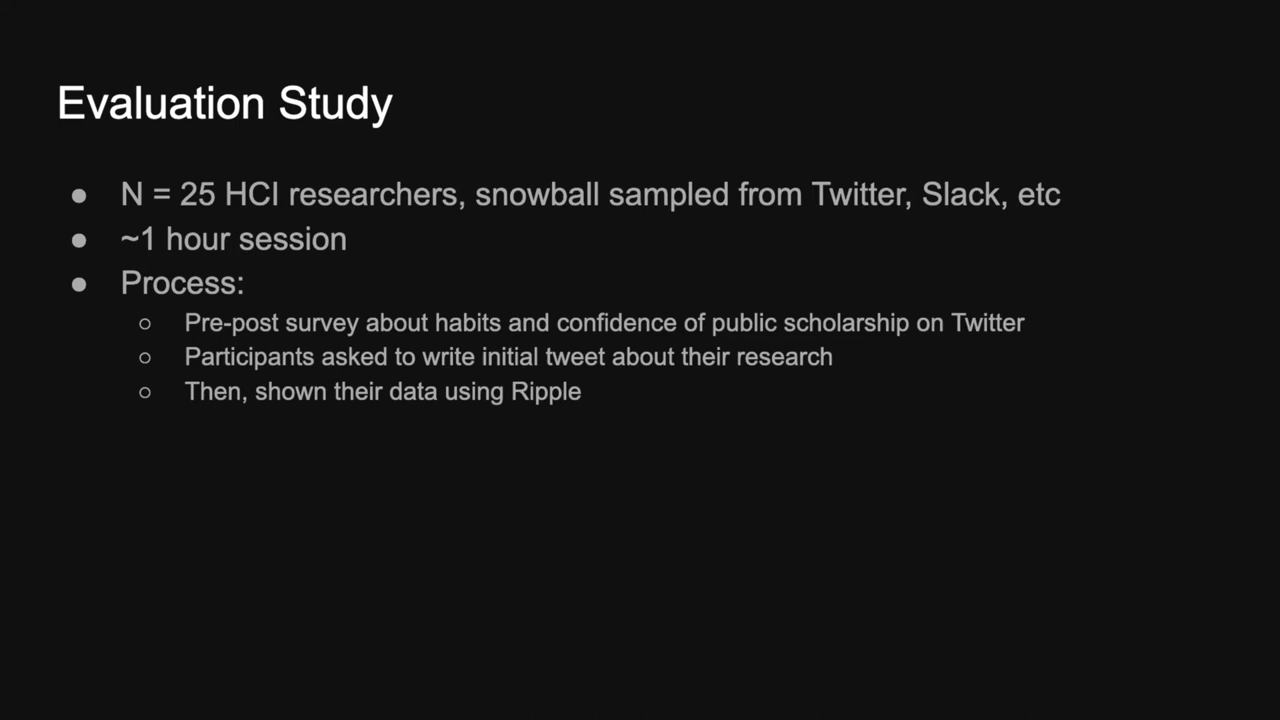 Evaluation Study
● N = 25 HCI researchers, snowball sampled from Twitter, Slack, etc
● ~1 hour session
● Process:
○ Pre-post survey about habits and confidence of public scholarship on Twitter
○ Participants asked to write initial tweet about their research
○ Then, shown their data using Ripple